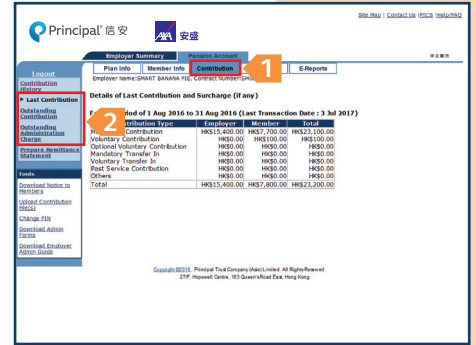 Site Map | Contact Us |PICS |Help/FAQ
Principal 信安
AXA 安盛
Employer Summary Pension Account 中文展示
Plan Info Member Info Contribution E-Reports
1
Employer Name:SMART BANANA PIE, Contract Number:
Logout
Contribution History
Last Contribution
Outstanding Contribution
Outstanding Administration Charge
Prepare Remittance Statement
2
Details of Last Contribution and Surcharge (if any)
Period of 1 Aug 2016 to 31 Aug 2016 (Last Transaction Date : 3 Jul 2017)
Contribution Type Employer Member Total
Contribution HK$15,400.00 HK$7,700.00 HK$23,100.00
Voluntary Contribution HK$0.00 HK$100.00 HK$100.00
Optional Voluntary Contribution HK$0.00 HK$0.00 HK$0.00
Mandatory Transfer In HK$0.00 HK$0.00 HK$0.00
Voluntary Transfer In HK$0.00 HK$0.00 HK$0.00
Past Service Contribution HK$0.00 HK$0.00 HK$0.00
Others HK$0.00 HK$0.00 HK$0.00
Total HK$15,400.00 HK$7,800.00 HK$23,200.00
Tools
Download Notice to Members
Upload Contribution File(s)
Change PIN
Download Admin Forms
Download Employer Admin Guide
Copyright ©2016, Principal Trust Company (Asia) Limited. All Rights Reserved.
27/F, Hopewell Centre, 183 Queen's Road East, Hong Kong